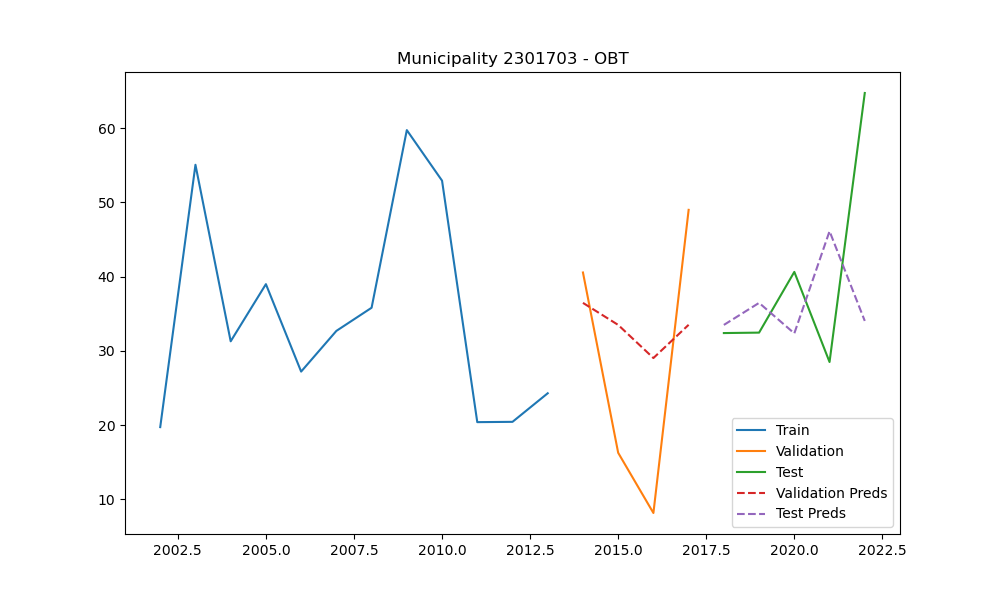 Municipality 2301703 - OBT
60
50
40
30
20
10
2002.5 2005.0 2007.5 2010.0 2012.5 2015.0 2017.5 2020.0 2022.5
Train
Validation
Test
Validation Preds
Test Preds